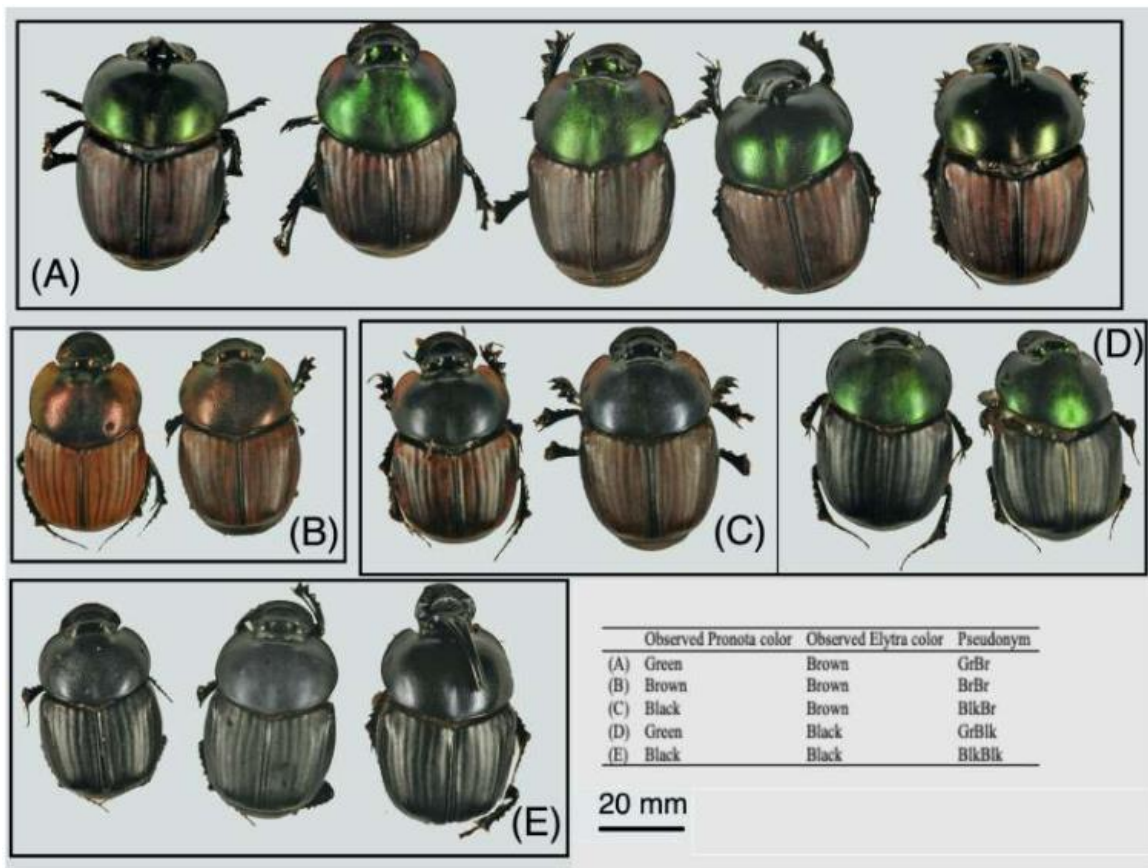 (A)
(B)
(C)
(D)
(E)
Observed Pronota color Observed Elytra color Pseudonym
(A) Green Brown GrBr
(B) Brown Brown BrBr
(C) Black Brown BlkBr
(D) Green Black GrBlk
(E) Black Black BlkBlk
20 mm